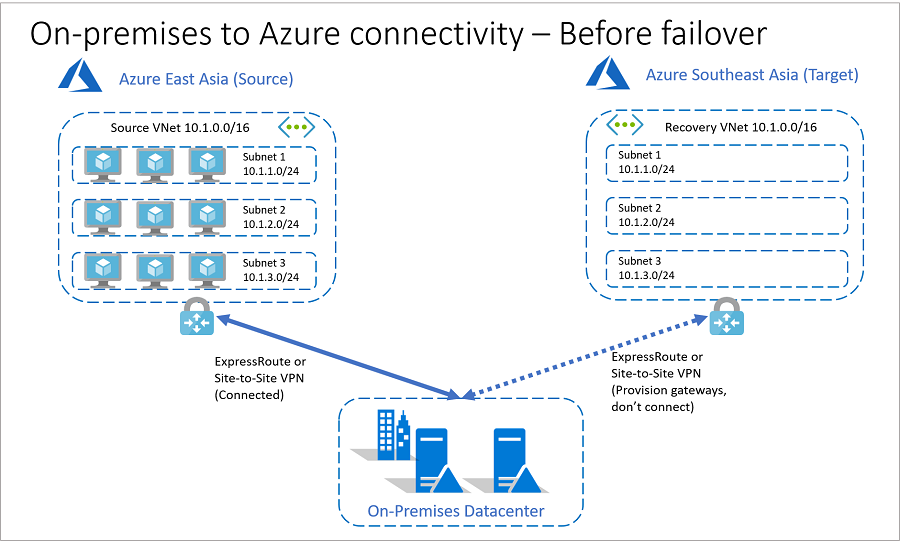 On-premises to Azure connectivity – Before failover
Azure East Asia (Source)
Azure Southeast Asia (Target)
Source VNet 10.1.0.0/16
Subnet 1
10.1.1.0/24
Subnet 2
10.1.2.0/24
Subnet 3
10.1.3.0/24
Recovery VNet 10.1.0.0/16
Subnet 1
10.1.1.0/24
Subnet 2
10.1.2.0/24
Subnet 3
10.1.3.0/24
ExpressRoute or
Site-to-Site VPN
(Connected)
ExpressRoute or
Site-to-Site VPN
(Provision gateways,
don’t connect)
On-Premises Datacenter